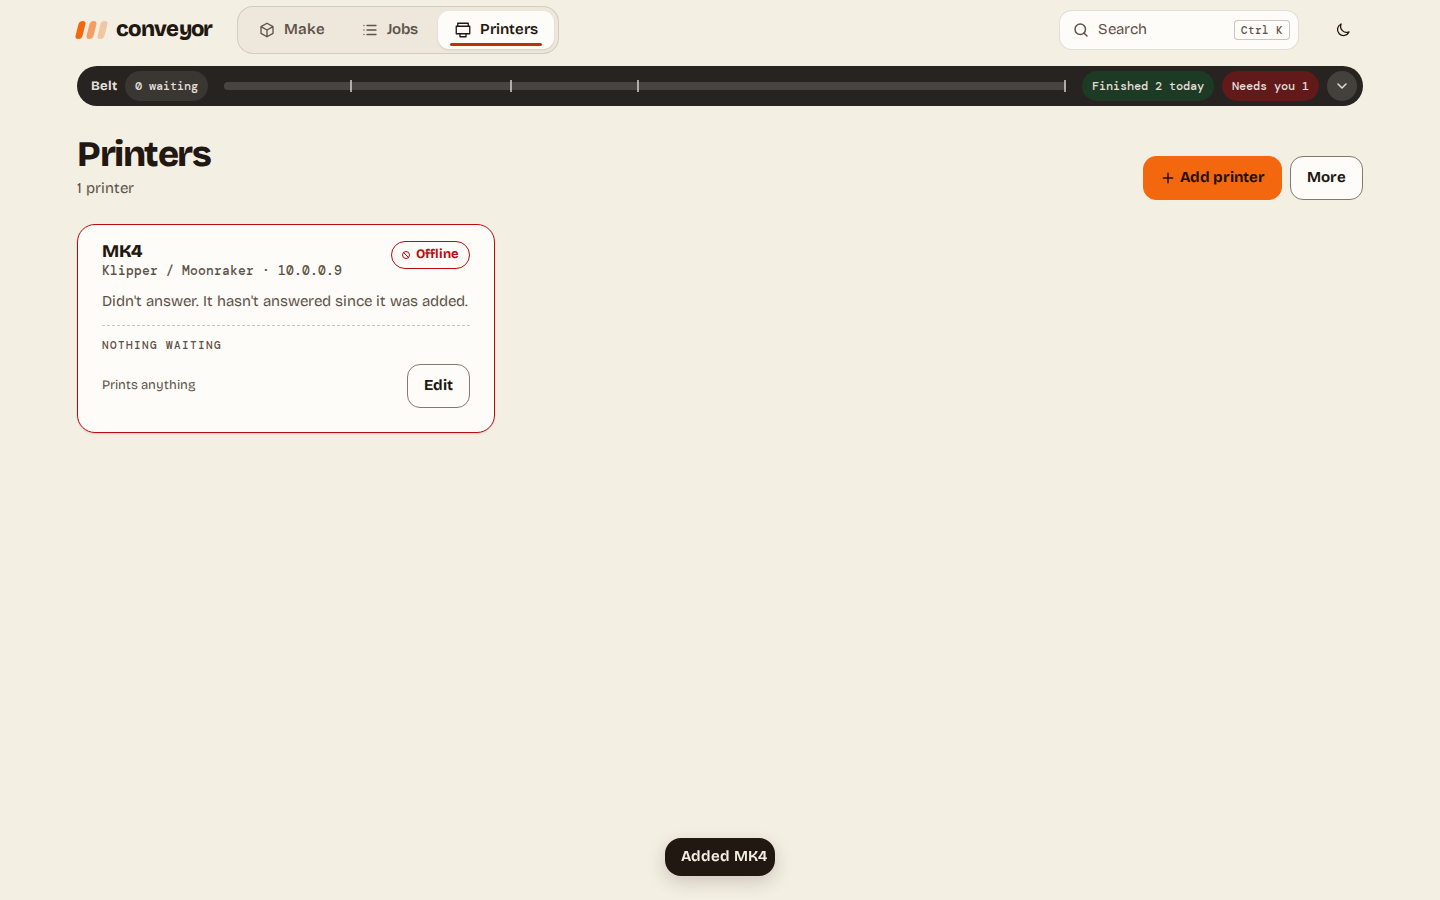 conveyor
Make
Jobs
Printers
Search
Ctrl K
Belt
0 waiting
Finished 2 today
Needs you 1
Printers
1 printer
+ Add printer
More
MK4
Offline
Klipper / Moonraker · 10.0.0.9
Didn't answer. It hasn't answered since it was added.
NOTHING WAITING
Prints anything
Edit
Added MK4